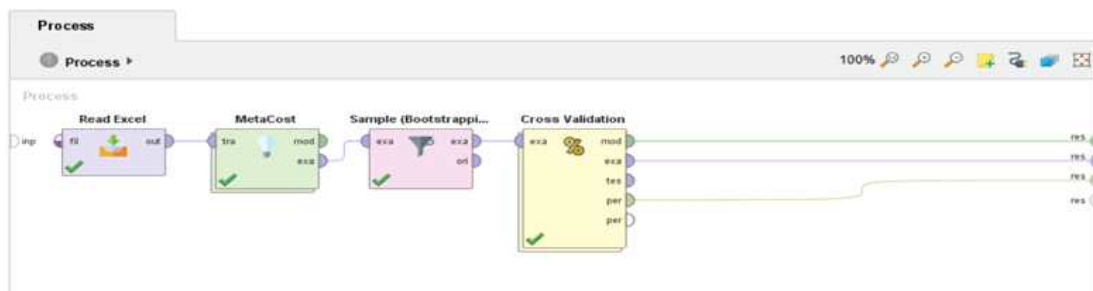 Process
Process
100%
Process
Read Excel
MetaCost
Sample (Bootstrappi...
Cross Validation
inp
fil
out
tra
mod
exa
exa
exa
ori
exa
mod
exa
tes
per
per
res
res
res
res